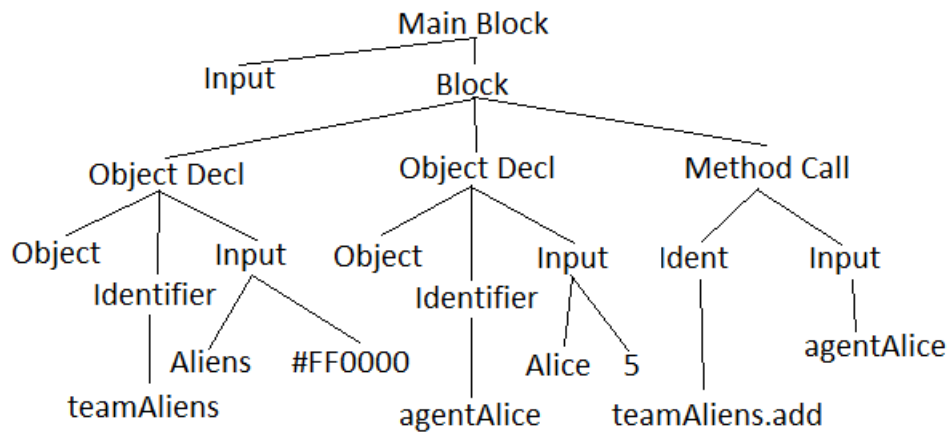 Main Block
Input
Block
Object Decl
Object Decl
Method Call
Object
Input
Object
Input
Ident
Input
Identifier
Identifier
Aliens
#FF0000
Alice
5
agentAlice
teamAliens
agentAlice
teamAliens.add